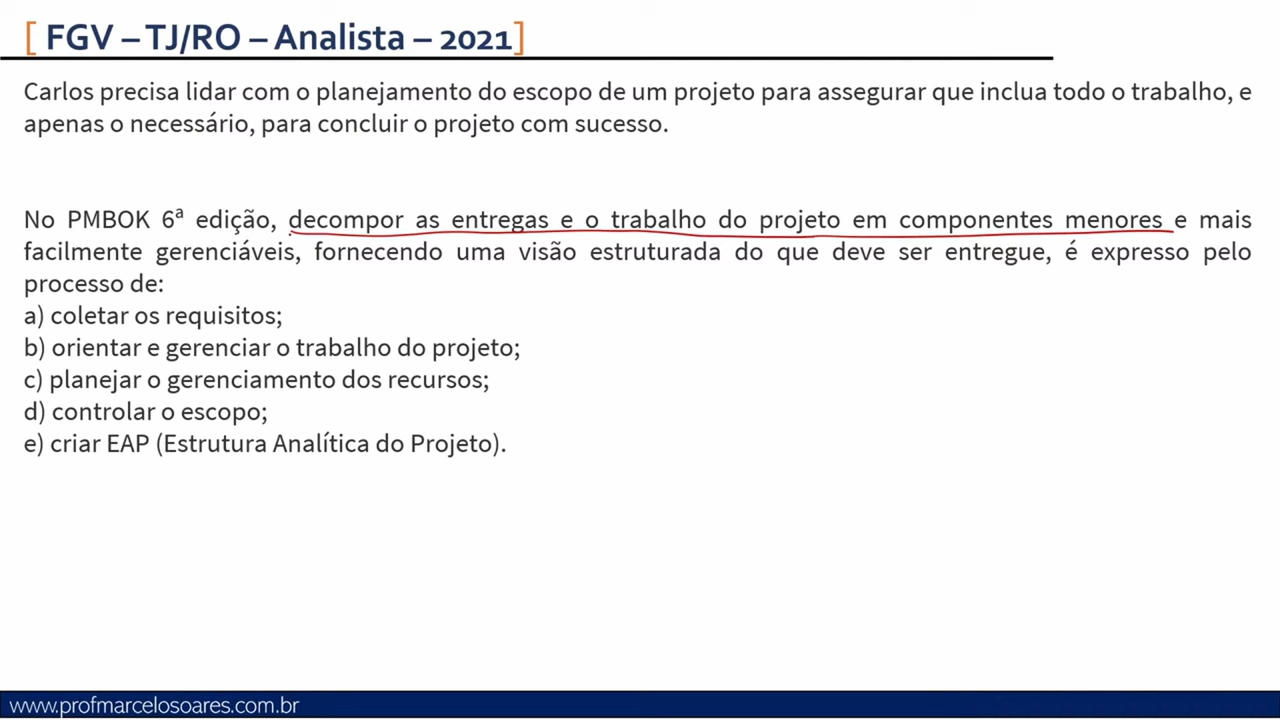 [ FGV – TJ/RO – Analista – 2021]
Carlos precisa lidar com o planejamento do escopo de um projeto para assegurar que inclua todo o trabalho, e
apenas o necessário, para concluir o projeto com sucesso.
No PMBOK 6ª edição, decompor as entregas e o trabalho do projeto em componentes menores e mais
facilmente gerenciáveis, fornecendo uma visão estruturada do que deve ser entregue, é expresso pelo
processo de:
a) coletar os requisitos;
b) orientar e gerenciar o trabalho do projeto;
c) planejar o gerenciamento dos recursos;
d) controlar o escopo;
e) criar EAP (Estrutura Analítica do Projeto).
www.profmarcelosoares.com.br